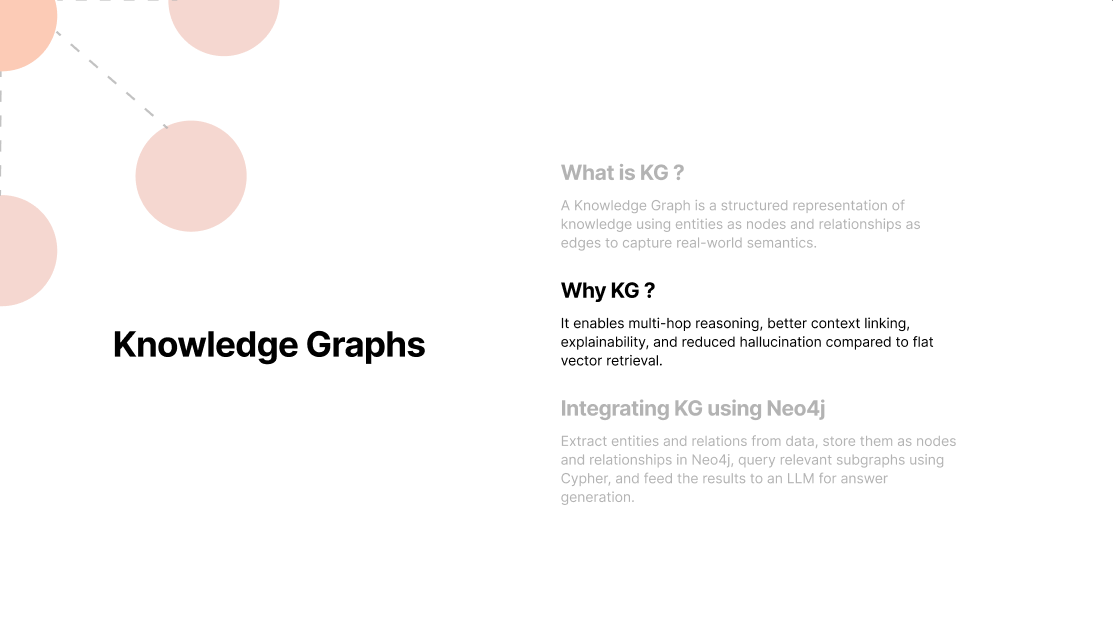 Knowledge Graphs
What is KG ?
A Knowledge Graph is a structured representation of
knowledge using entities as nodes and relationships as
edges to capture real-world semantics.
Why KG ?
It enables multi-hop reasoning, better context linking,
explainability, and reduced hallucination compared to flat
vector retrieval.
Integrating KG using Neo4j
Extract entities and relations from data, store them as nodes
and relationships in Neo4j, query relevant subgraphs using
Cypher, and feed the results to an LLM for answer
generation.